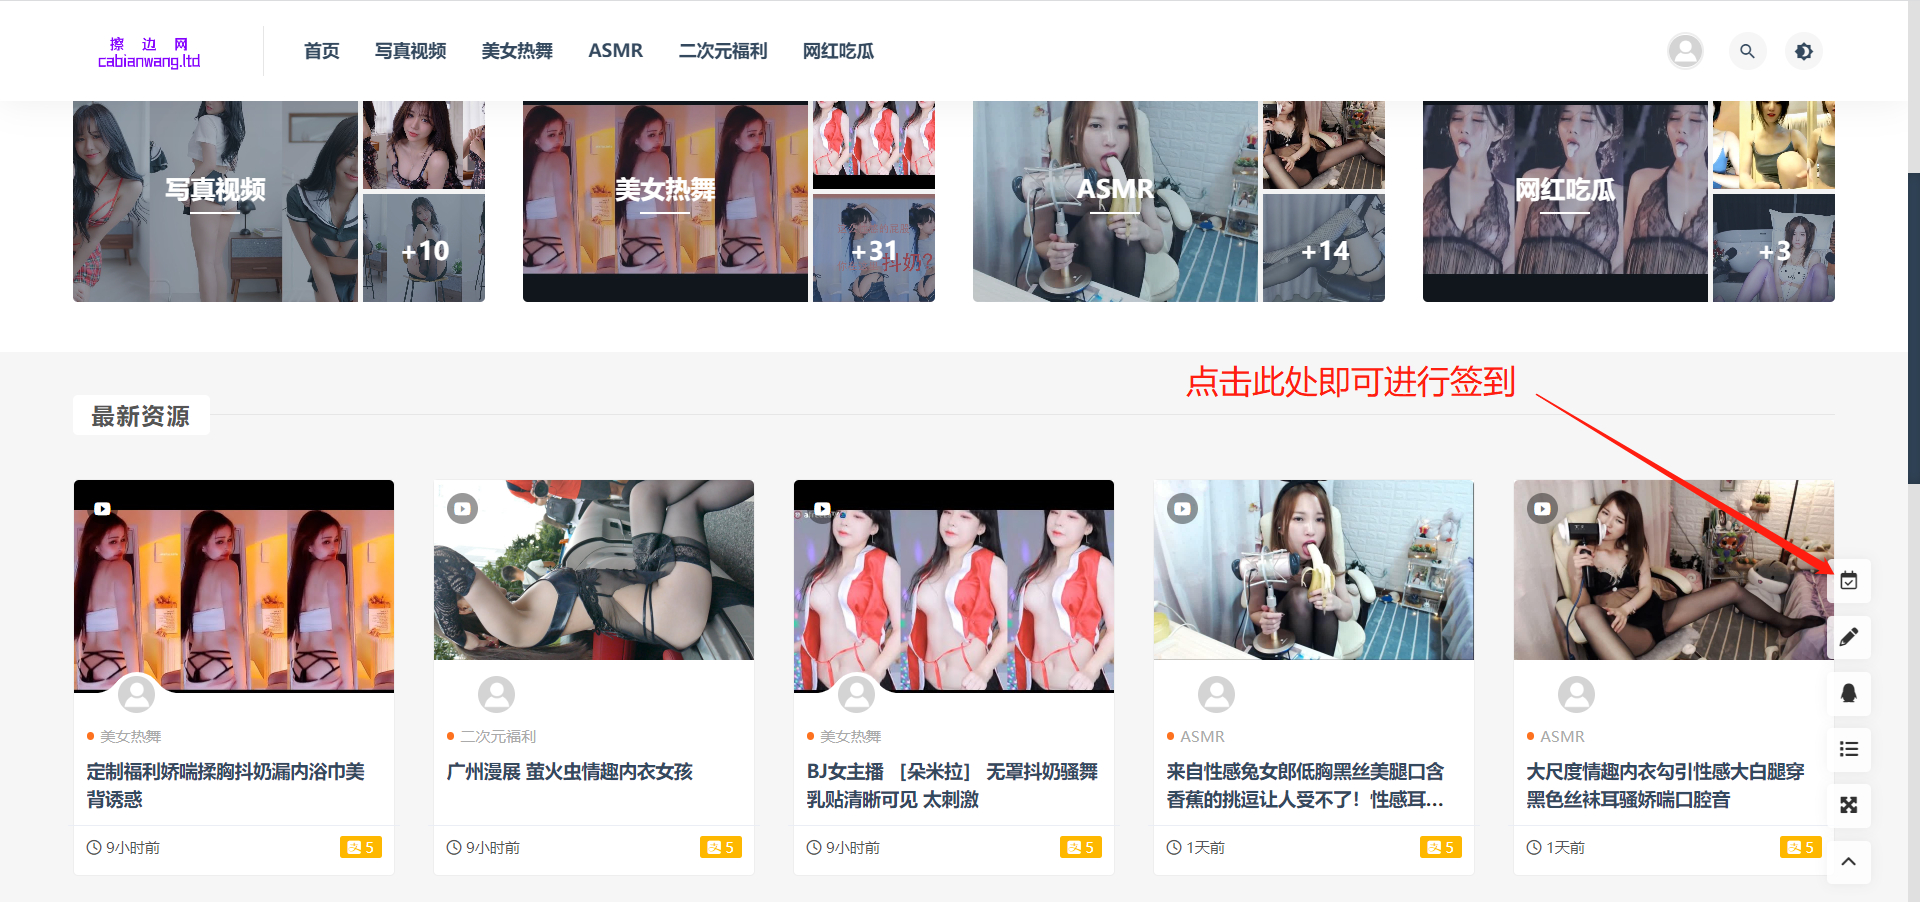 擦 边 网
cabianwang.ltd
首页 写真视频 美女热舞 ASMR 二次元福利 网红吃瓜
写真视频
+10
美女热舞
+31
抖奶?
ASMR
+14
网红吃瓜
+3
点击此处即可进行签到
最新资源
美女热舞
定制福利娇喘揉胸抖奶漏内浴巾美
背诱惑
9小时前 5
二次元福利
广州漫展 萤火虫情趣内衣女孩
9小时前 5
美女热舞
BJ女主播 [朵米拉] 无罩抖奶骚舞
乳贴清晰可见 太刺激
9小时前 5
ASMR
来自性感兔女郎低胸黑丝美腿口含
香蕉的挑逗让人受不了！性感耳...
1天前 5
ASMR
大尺度情趣内衣勾引性感大白腿穿
黑色丝袜耳骚娇喘口腔音
1天前 5